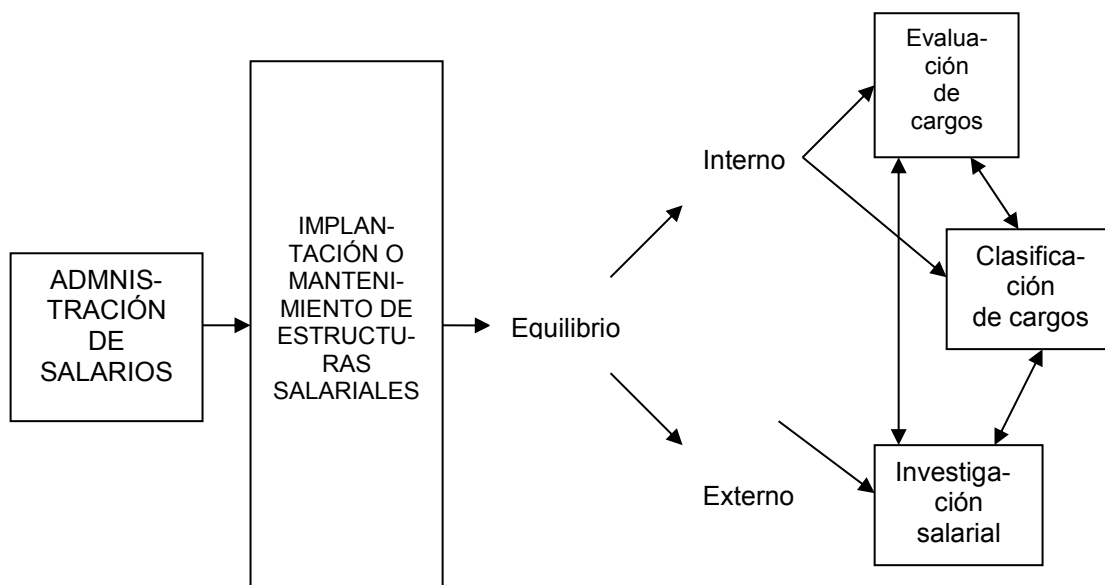 ADMNIS-
TRACIÓN
DE
SALARIOS
IMPLAN-
TACIÓN O
MANTENI-
MIENTO DE
ESTRUCTU-
RAS
SALARIALES
Equilibrio
Interno
Externo
Evalua-
ción
de
cargos
Clasifica-
ción
de cargos
Investiga-
ción
salarial